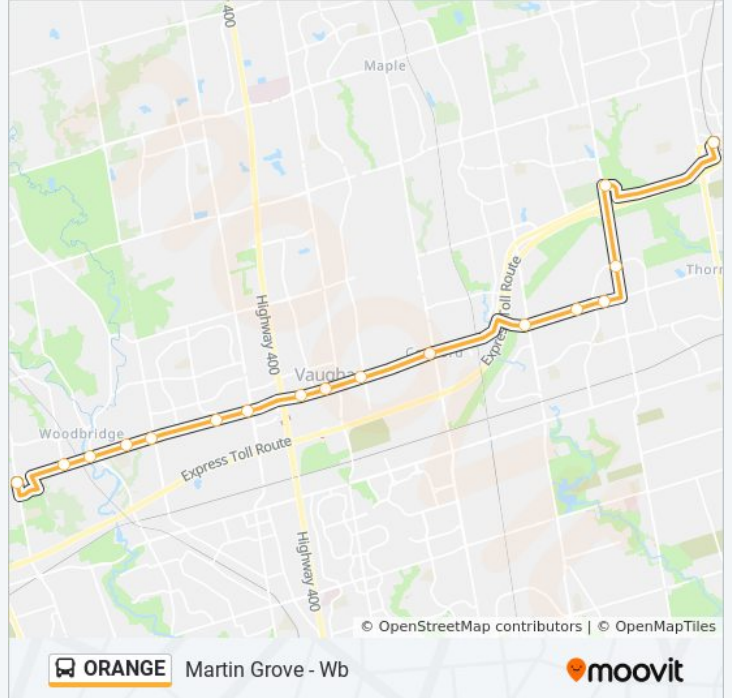 400
Maple
Express Toll Route
Thorn
Highway 400
Vaugha
Woodbridge
Express Toll Route
Highway 400
© OpenStreetMap contributors | © OpenMapTiles
ORANGE Martin Grove - Wb moovit